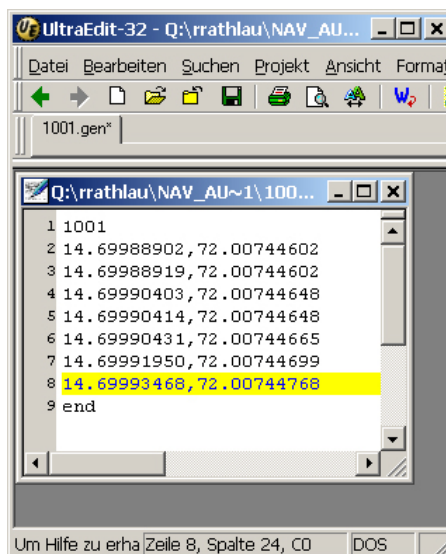 UltraEdit-32 - Q:\rrathlau\NAV_AU...
Datei Bearbeiten Suchen Projekt Ansicht Format
1001.gen*
Q:\rrathlau\NAV_AU~1\100...
1 1001
2 14.69988902,72.00744602
3 14.69988919,72.00744602
4 14.69990403,72.00744648
5 14.69990414,72.00744648
6 14.69990431,72.00744665
7 14.69991950,72.00744699
8 14.69993468,72.00744768
9 end
Um Hilfe zu erha Zeile 8, Spalte 24, C0 DOS